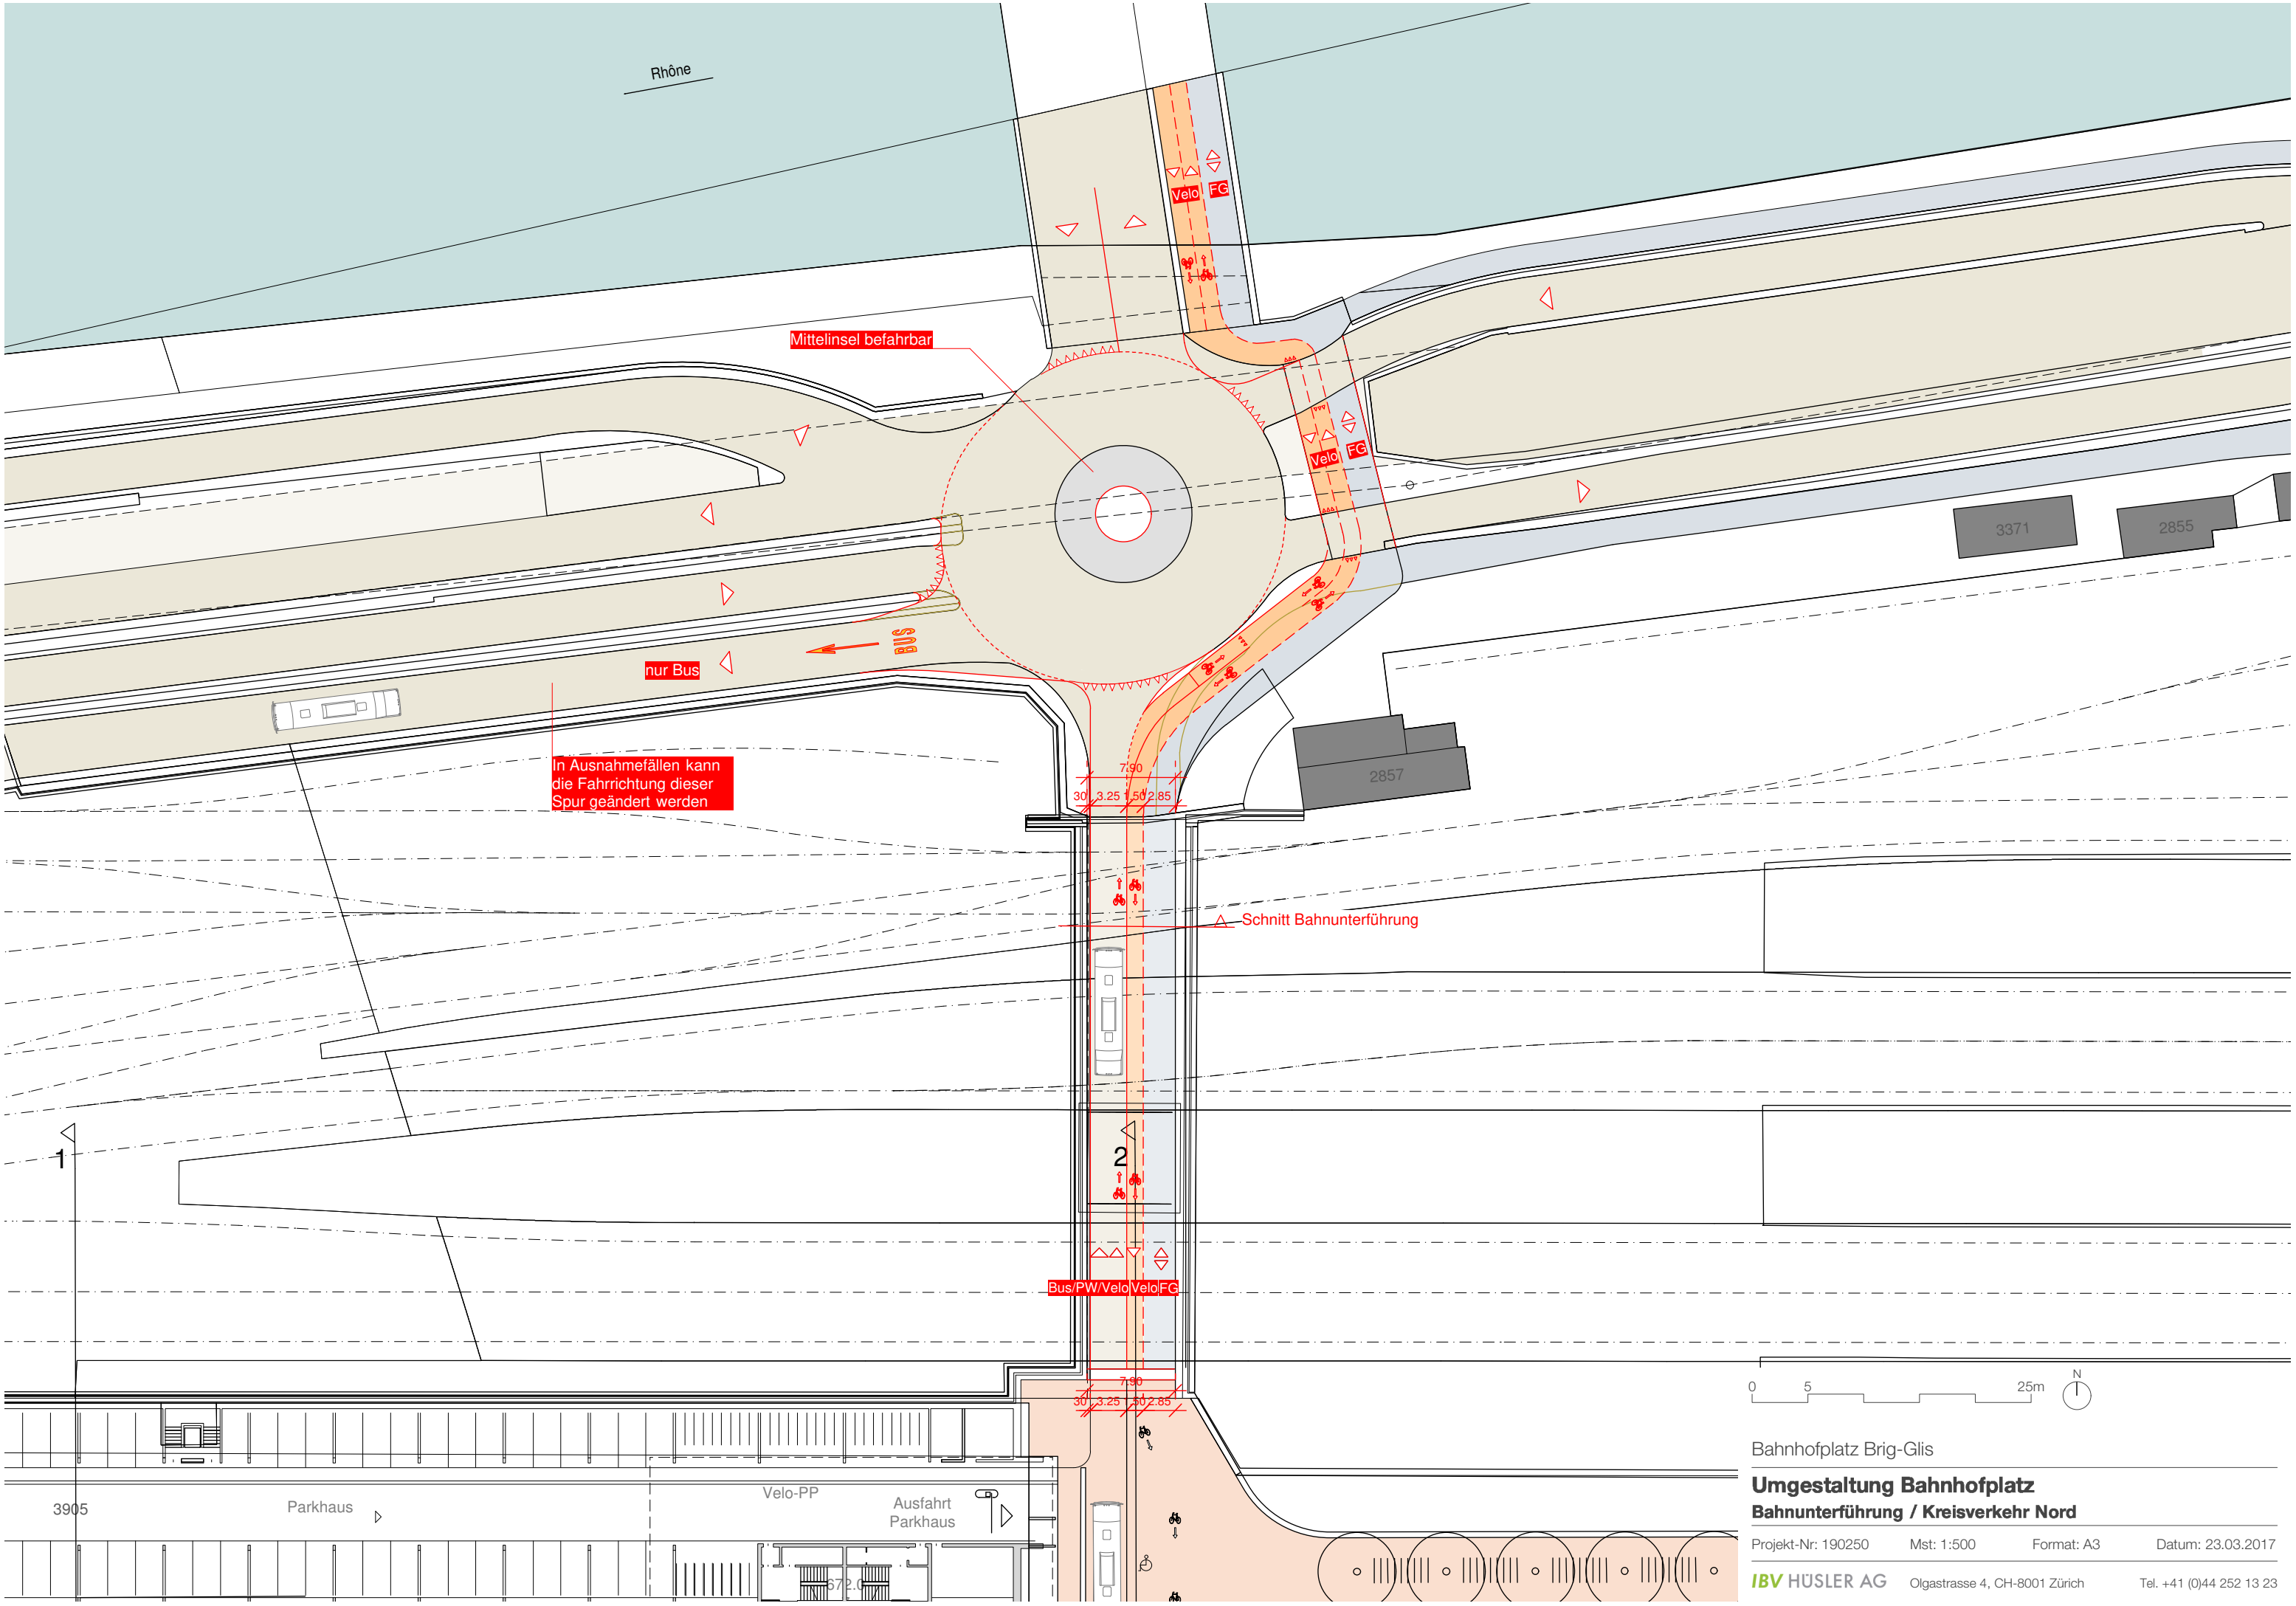 Rhône
Velo
FG
Mittelinsel befahrbar
Velo
FG
3371
2855
BUS
nur Bus
In Ausnahmefällen kann
die Fahrrichtung dieser
Spur geändert werden
2857
7.90
30 3.25 1.50 2.85
Schnitt Bahnunterführung
1
2
Bus/PW/Velo Velo FG
7.90
30 3.25 1.50 2.85
3905
Parkhaus
Velo-PP
Ausfahrt
Parkhaus
0 5 25m
N
Bahnhofplatz Brig-Glis
Umgestaltung Bahnhofplatz
Bahnunterführung / Kreisverkehr Nord
Projekt-Nr: 190250 Mst: 1:500 Format: A3 Datum: 23.03.2017
IBV HÜSLER AG Olgastrasse 4, CH-8001 Zürich Tel. +41 (0)44 252 13 23